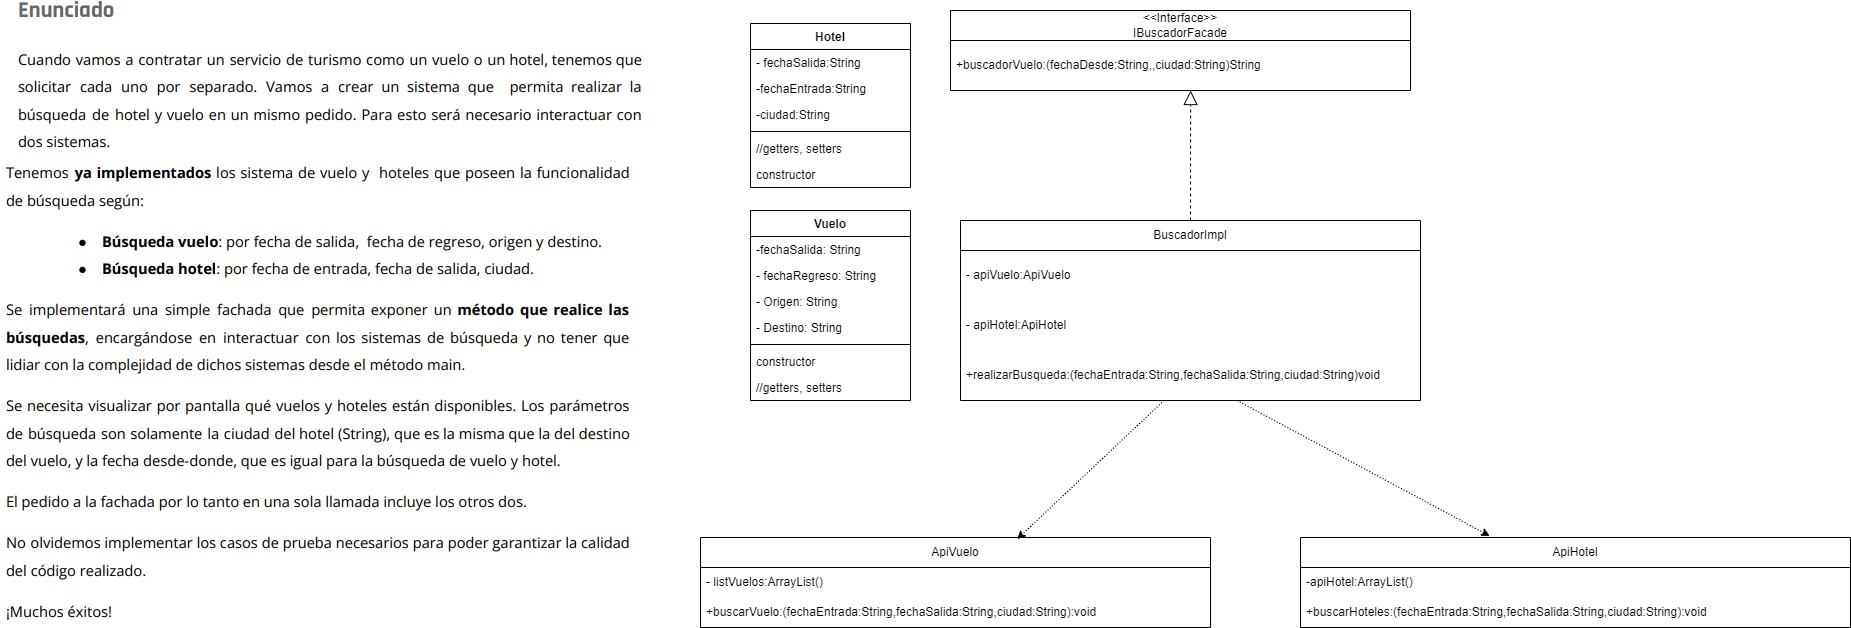 Enunciado
Cuando vamos a contratar un servicio de turismo como un vuelo o un hotel, tenemos que
solicitar cada uno por separado. Vamos a crear un sistema que permita realizar la
búsqueda de hotel y vuelo en un mismo pedido. Para esto será necesario interactuar con
dos sistemas.
Tenemos ya implementados los sistema de vuelo y hoteles que poseen la funcionalidad
de búsqueda según:
● Búsqueda vuelo: por fecha de salida, fecha de regreso, origen y destino.
● Búsqueda hotel: por fecha de entrada, fecha de salida, ciudad.
Se implementará una simple fachada que permita exponer un método que realice las
búsquedas, encargándose en interactuar con los sistemas de búsqueda y no tener que
lidiar con la complejidad de dichos sistemas desde el método main.
Se necesita visualizar por pantalla qué vuelos y hoteles están disponibles. Los parámetros
de búsqueda son solamente la ciudad del hotel (String), que es la misma que la del destino
del vuelo, y la fecha desde-donde, que es igual para la búsqueda de vuelo y hotel.
El pedido a la fachada por lo tanto en una sola llamada incluye los otros dos.
No olvidemos implementar los casos de prueba necesarios para poder garantizar la calidad
del código realizado.
¡Muchos éxitos!
Hotel
- fechaSalida:String
-fechaEntrada:String
-ciudad:String
//getters, setters
constructor
Vuelo
-fechaSalida: String
- fechaRegreso: String
- Origen: String
- Destino: String
constructor
//getters, setters
<<Interface>>
IBuscadorFacade
+buscadorVuelo:(fechaDesde:String,,ciudad:String)String
BuscadorImpl
- apiVuelo:ApiVuelo
- apiHotel:ApiHotel
+realizarBusqueda:(fechaEntrada:String,fechaSalida:String,ciudad:String)void
ApiVuelo
- listVuelos:ArrayList()
+buscarVuelo:(fechaEntrada:String,fechaSalida:String,ciudad:String):void
ApiHotel
-apiHotel:ArrayList()
+buscarHoteles:(fechaEntrada:String,fechaSalida:String,ciudad:String):void